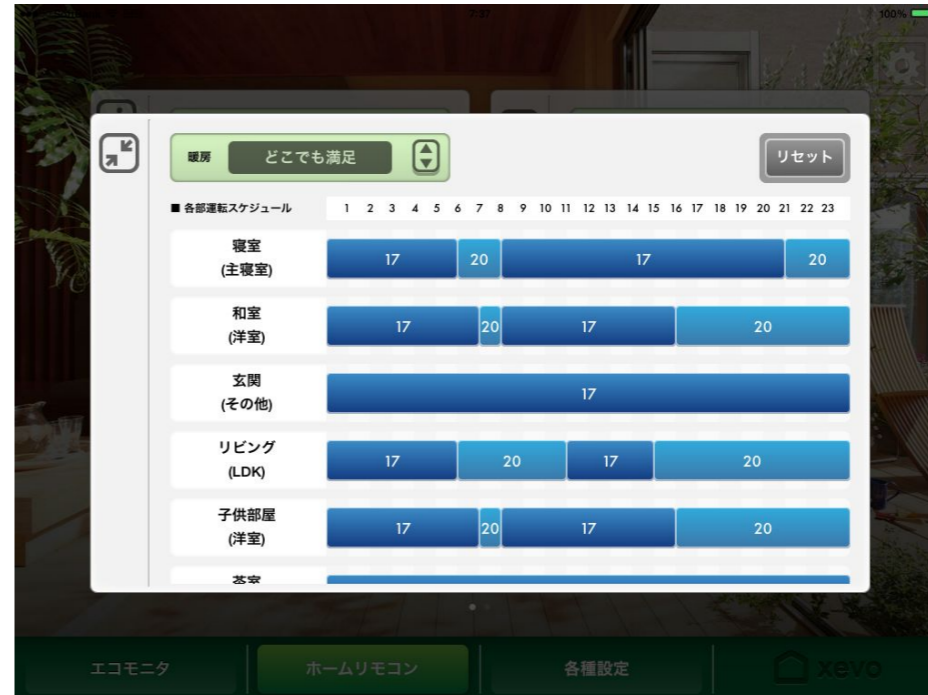 7:37
100%
暖房
どこでも満足
リセット
■ 各部運転スケジュール
1 2 3 4 5 6 7 8 9 10 11 12 13 14 15 16 17 18 19 20 21 22 23
寝室
(主寝室)
17 20 17 20
和室
(洋室)
17 20 17 20
玄関
(その他)
17
リビング
(LDK)
17 20 17 20
子供部屋
(洋室)
17 20 17 20
茶室
エコモニタ
ホームリモコン
各種設定
xevo